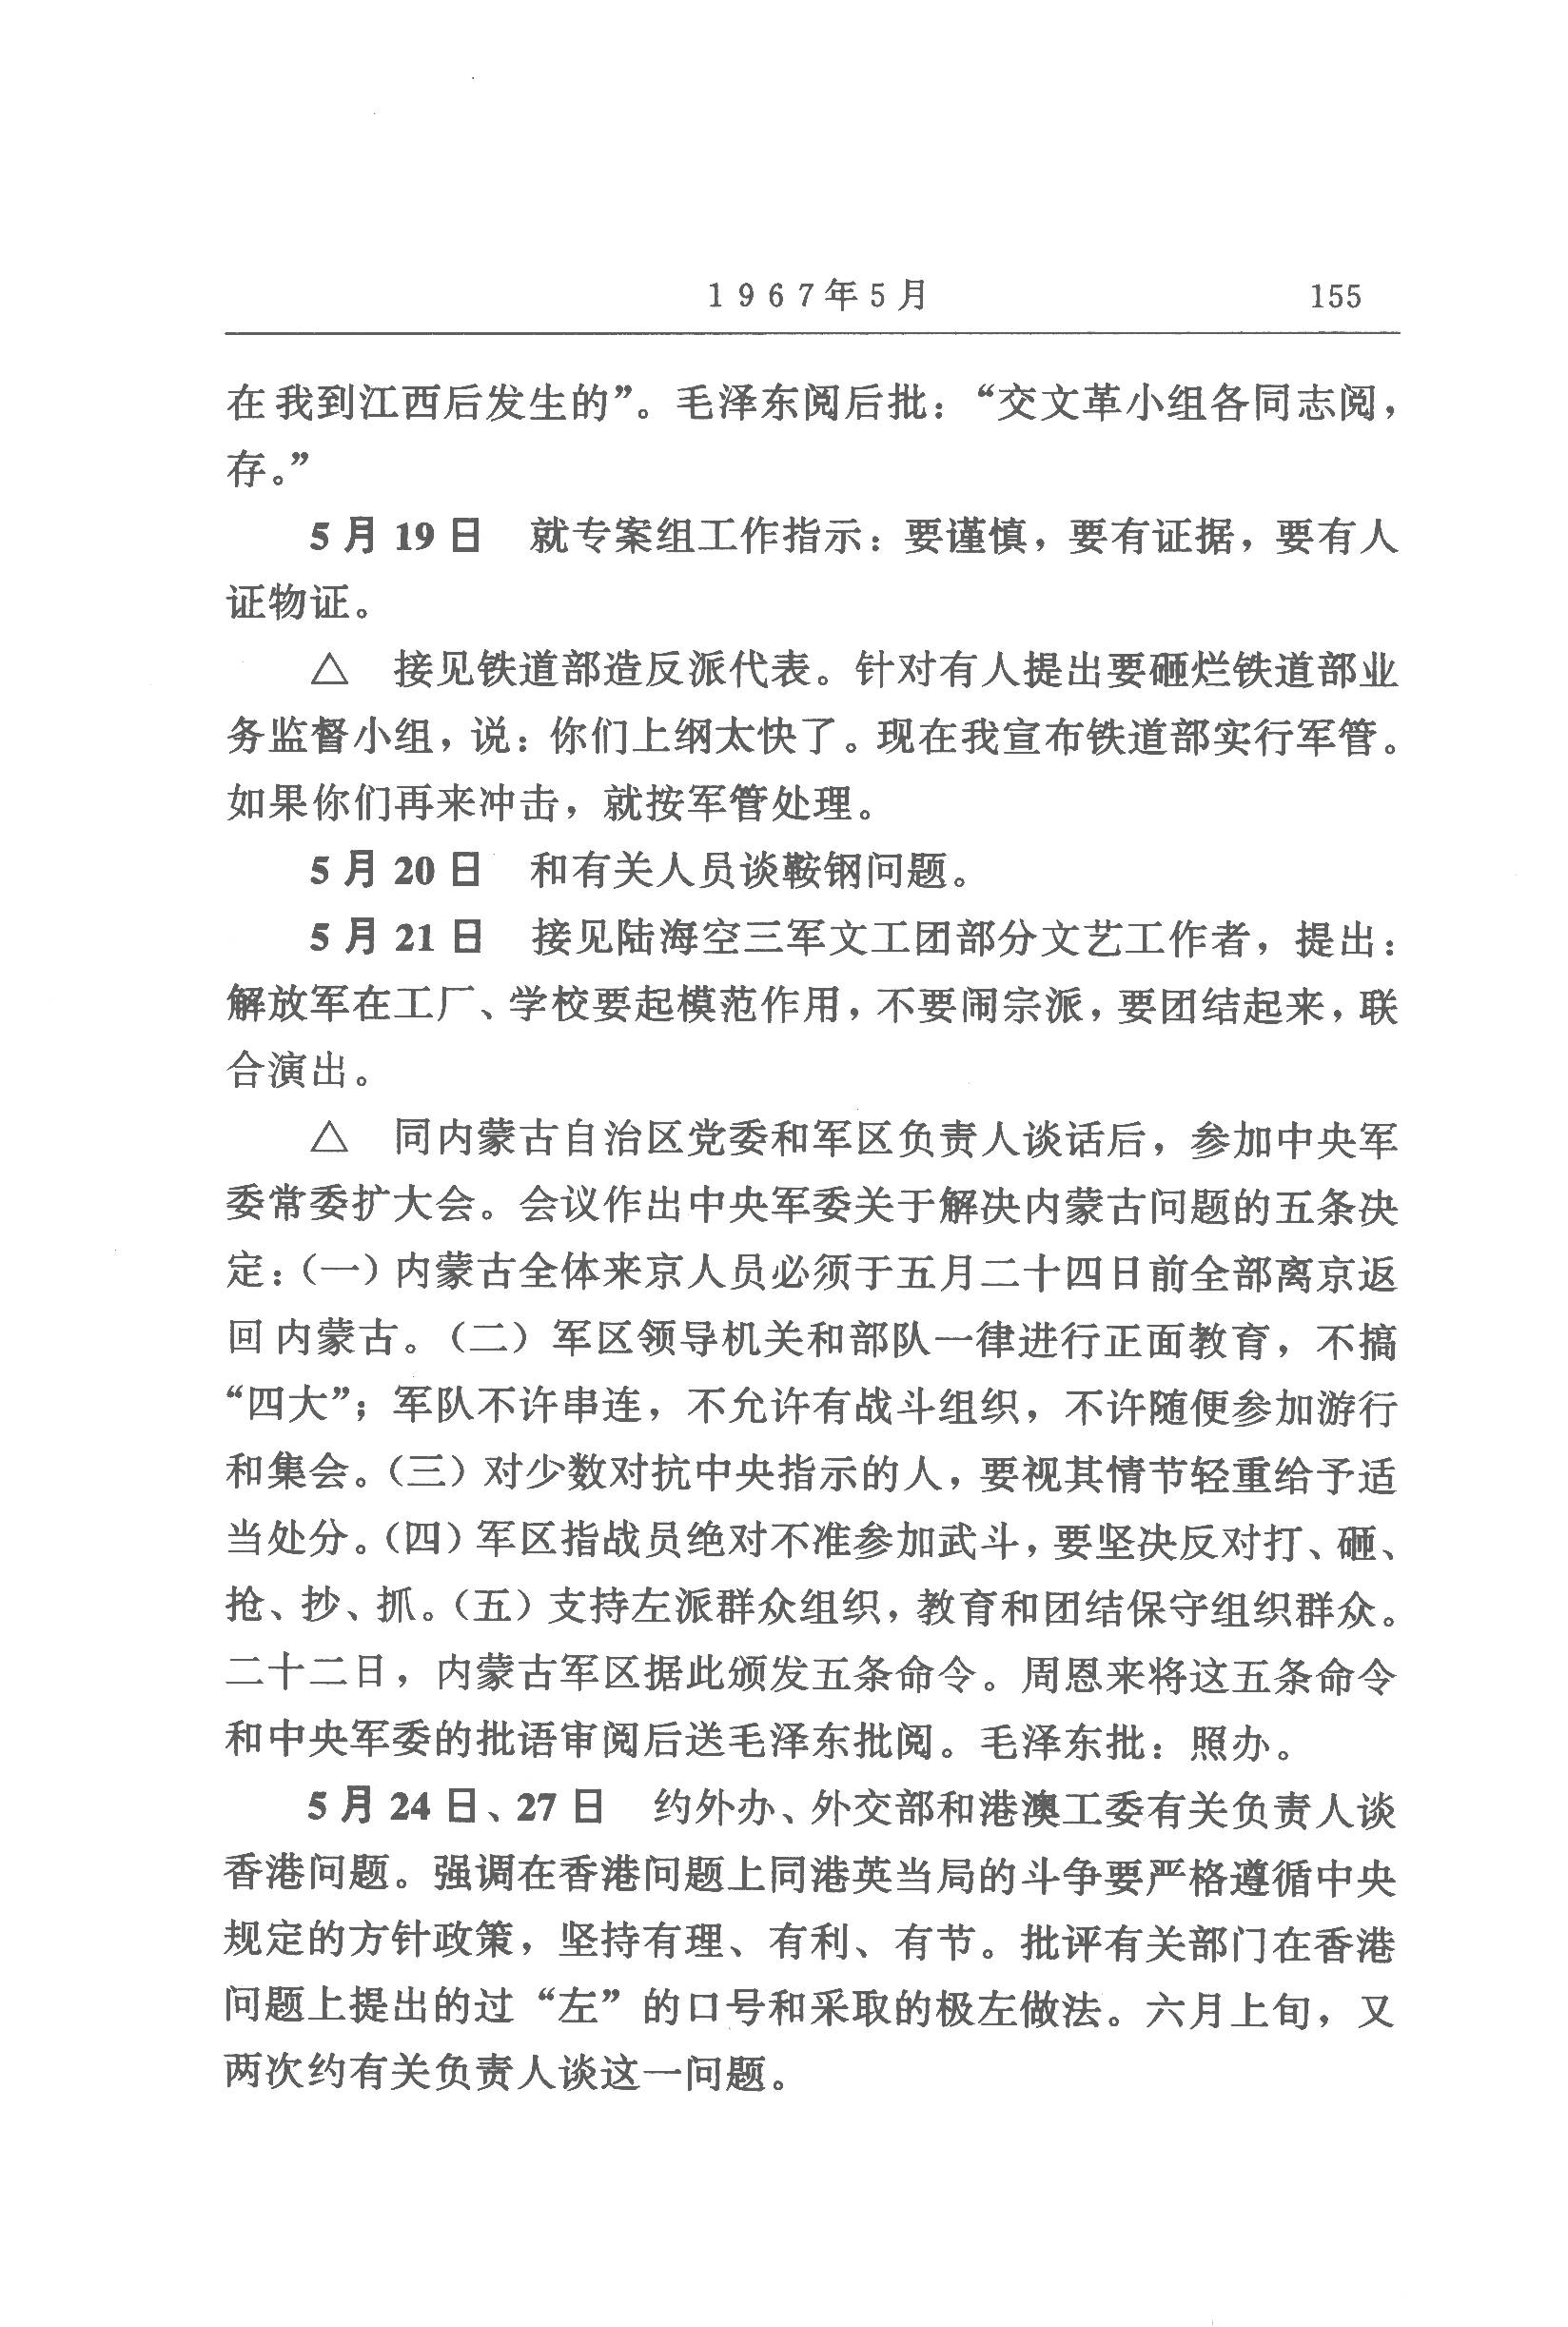 1967年5月 155
在我到江西后发生的”。毛泽东阅后批：“交文革小组各同志阅，
存。”
5月19日 就专案组工作指示：要谨慎，要有证据，要有人
证物证。
△ 接见铁道部造反派代表。针对有人提出要砸烂铁道部业
务监督小组，说：你们上纲太快了。现在我宣布铁道部实行军管。
如果你们再来冲击，就按军管处理。
5月20日 和有关人员谈鞍钢问题。
5月21日 接见陆海空三军文工团部分文艺工作者，提出：
解放军在工厂、学校要起模范作用，不要闹宗派，要团结起来，联
合演出。
△ 同内蒙古自治区党委和军区负责人谈话后，参加中央军
委常委扩大会。会议作出中央军委关于解决内蒙古问题的五条决
定：（一）内蒙古全体来京人员必须于五月二十四日前全部离京返
回内蒙古。（二）军区领导机关和部队一律进行正面教育，不搞
“四大”；军队不许串连，不允许有战斗组织，不许随便参加游行
和集会。（三）对少数对抗中央指示的人，要视其情节轻重给予适
当处分。（四）军区指战员绝对不准参加武斗，要坚决反对打、砸、
抢、抄、抓。（五）支持左派群众组织，教育和团结保守组织群众。
二十二日，内蒙古军区据此颁发五条命令。周恩来将这五条命令
和中央军委的批语审阅后送毛泽东批阅。毛泽东批：照办。
5月24日、27日 约外办、外交部和港澳工委有关负责人谈
香港问题。强调在香港问题上同港英当局的斗争要严格遵循中央
规定的方针政策，坚持有理、有利、有节。批评有关部门在香港
问题上提出的过“左”的口号和采取的极左做法。六月上旬，又
两次约有关负责人谈这一问题。